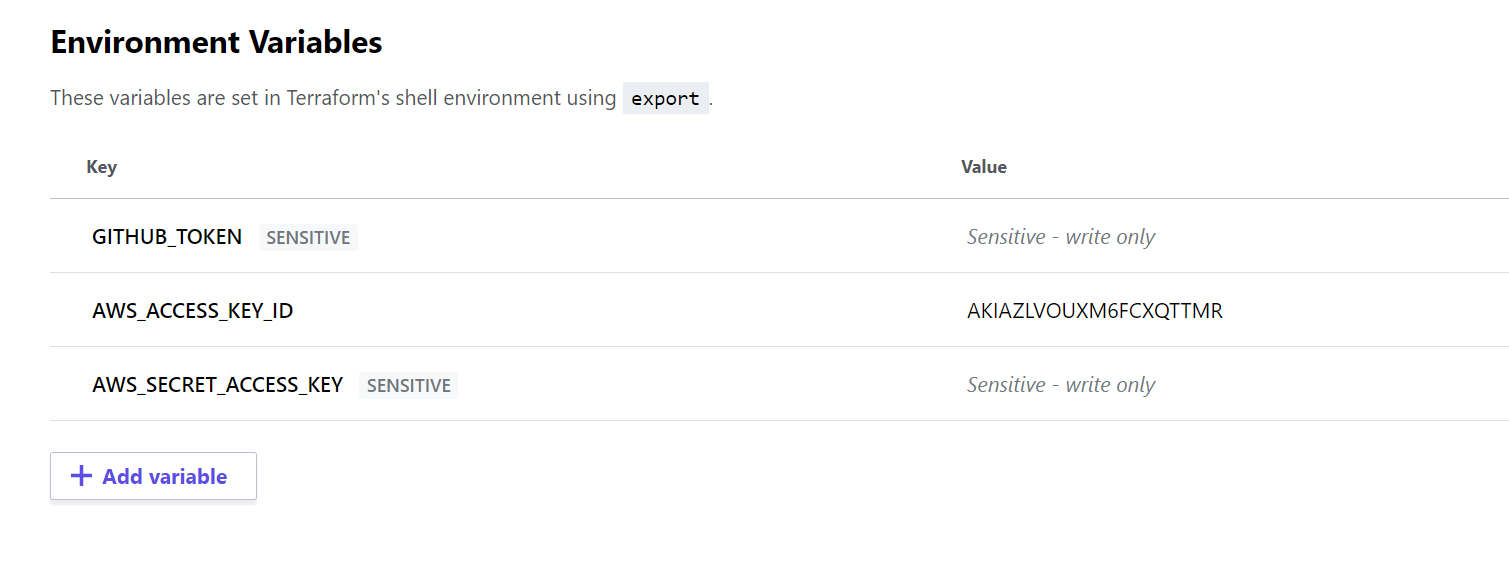 Environment Variables
These variables are set in Terraform's shell environment using export.
Key Value
GITHUB_TOKEN SENSITIVE Sensitive - write only
AWS_ACCESS_KEY_ID AKIAZLVOUXM6FCXQTTMR
AWS_SECRET_ACCESS_KEY SENSITIVE Sensitive - write only
+ Add variable